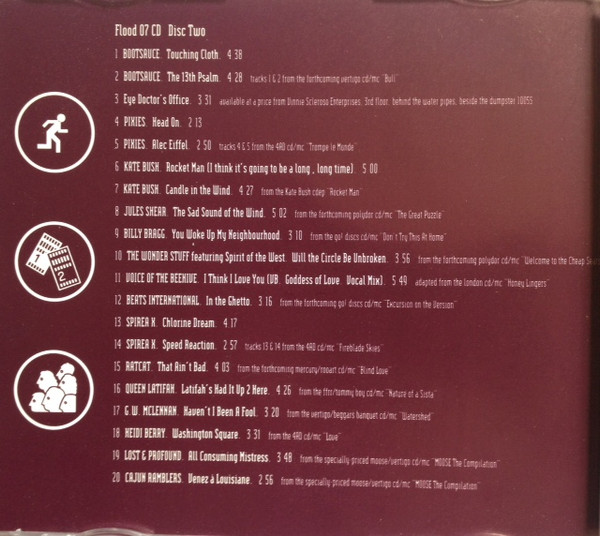 Flood 07 CD Disc Two
1 BOOTSAUCE. Touching Cloth. 4 38
2 BOOTSAUCE. The 13th Psalm. 4 28 tracks 1 & 2 from the forthcoming vertigo cd/mc "Bull"
3 Eye Doctor's Office. 3 31 available at a price from Vinnie Scleroso Enterprises, 3rd floor, behind the water pipes, beside the dumpster 10055
4 PIXIES. Head On. 2 13
5 PIXIES. Alec Eiffel. 2 50 tracks 4 & 5 from the 4AD cd/mc "Trompe le Monde"
6 KATE BUSH. Rocket Man (I think it's going to be a long , long time). 5 00
7 KATE BUSH. Candle in the Wind. 4 27 from the Kate Bush cdep "Rocket Man"
8 JULES SHEAR. The Sad Sound of the Wind. 5 02 from the forthcoming polydor cd/mc "The Great Puzzle"
9 BILLY BRAGG. You Woke Up My Neighbourhood. 3 10 from the go! discs cd/mc "Don't Try This At Home"
10 THE WONDER STUFF featuring Spirit of the West. Will the Circle Be Unbroken. 3 56 from the forthcoming polydor cd/mc "Welcome to the Cheap
11 VOICE OF THE BEEHIVE. I Think I Love You (VB. Goddess of Love Vocal Mix). 5 49 adapted from the london cd/mc "Honey Lingers"
12 BEATS INTERNATIONAL. In the Ghetto. 3 16 from the forthcoming go! discs cd/mc "Excursion on the Version"
13 SPIREA X. Chlorine Dream. 4 17
14 SPIREA X. Speed Reaction. 2 57 tracks 13 & 14 from the 4AD cd/mc "Fireblade Skies"
15 RATCAT. That Ain't Bad. 4 03 from the forthcoming mercury/rooart cd/mc "Blind Love"
16 QUEEN LATIFAH. Latifah's Had It Up 2 Here. 4 26 from the ffrr/tommy boy cd/mc "Nature of a Sista"
17 G.W. MCLENNAN. Haven't I Been A Fool. 3 20 from the vertigo/beggars banquet cd/mc "Watershed"
18 HEIDI BERRY. Washington Square. 3 31 from the 4AD cd/mc "Love"
19 LOST & PROFOUND. All Consuming Mistress. 3 48 from the specially-priced moose/vertigo cd/mc "MOOSE The Compilation"
20 CAJUN RAMBLERS. Venez à Louisiane. 2 56 from the specially-priced moose/vertigo cd/mc "MOOSE The Compilation"
1
2